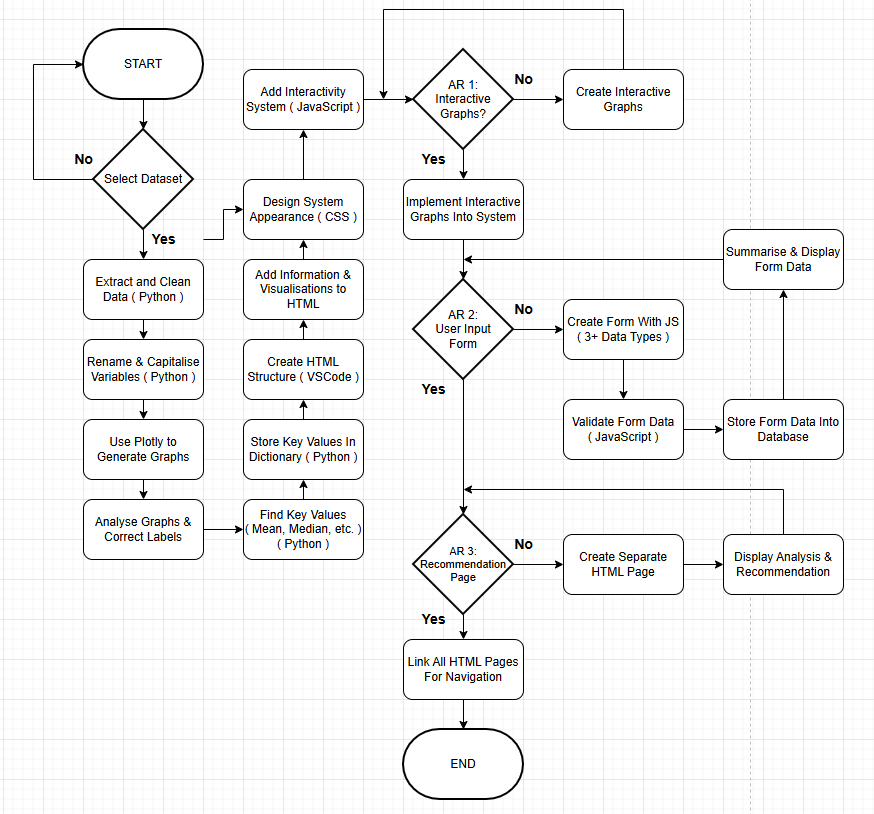 START
No
Select Dataset
Yes
Extract and Clean
Data ( Python )
Rename & Capitalise
Variables ( Python )
Use Plotly to
Generate Graphs
Analyse Graphs &
Correct Labels
Find Key Values
( Mean, Median, etc. )
( Python )
Store Key Values In
Dictionary ( Python )
Create HTML
Structure ( VSCode )
Add Information &
Visualisations to
HTML
Design System
Appearance ( CSS )
Add Interactivity
System ( JavaScript )
AR 1:
Interactive
Graphs?
No
Create Interactive
Graphs
Yes
Implement Interactive
Graphs Into System
AR 2:
User Input
Form
No
Create Form With JS
( 3+ Data Types )
Validate Form Data
( JavaScript )
Store Form Data Into
Database
Summarise & Display
Form Data
Yes
AR 3:
Recommendation
Page
No
Create Separate
HTML Page
Display Analysis &
Recommendation
Yes
Link All HTML Pages
For Navigation
END